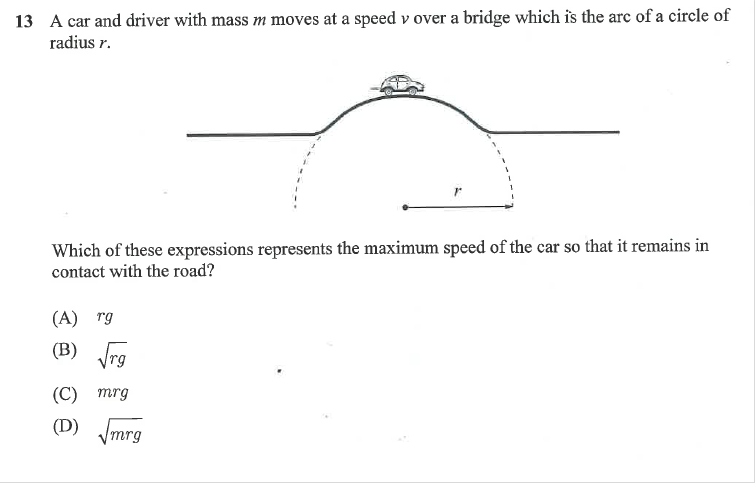 13 A car and driver with mass m moves at a speed v over a bridge which is the arc of a circle of
radius r.
r
Which of these expressions represents the maximum speed of the car so that it remains in
contact with the road?
(A) rg
(B) √rg
(C) mrg
(D) √mrg